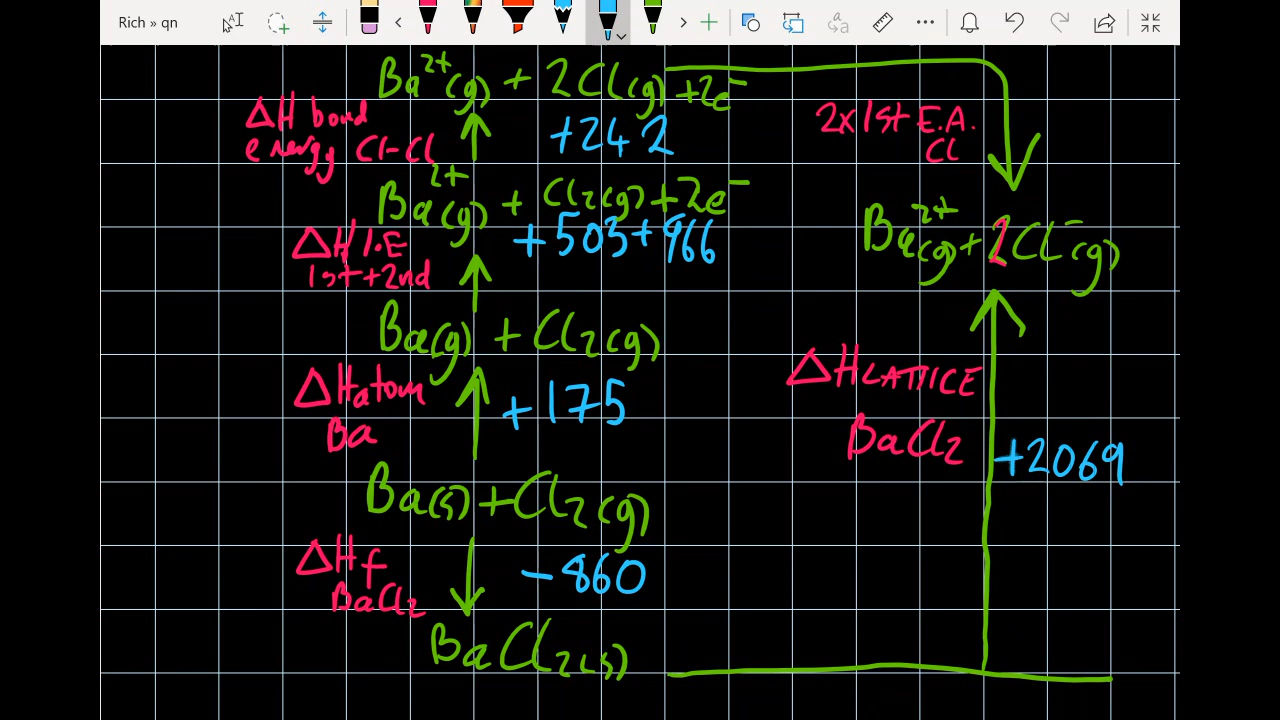 Rich » qn
Ba²⁺(g) + 2Cl(g) + 2e⁻
ΔH bond
energy Cl-Cl
+242
2x1st E.A.
Cl
Ba²⁺(g) + Cl₂(g) + 2e⁻
ΔH I.E
1st+2nd
+503+966
Ba²⁺(g) + 2Cl⁻(g)
Ba(g) + Cl₂(g)
ΔHatom
Ba
+175
ΔHLATTICE
BaCl₂
+2069
Ba(s) + Cl₂(g)
ΔHf
BaCl₂
-860
BaCl₂(s)